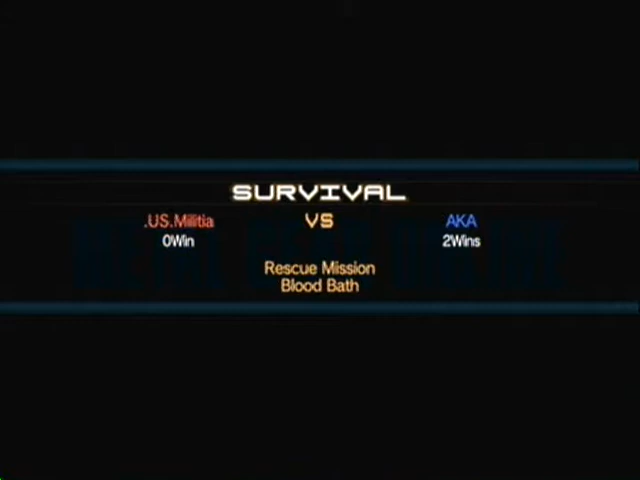 SURVIVAL
.US.Militia VS AKA
0Win 2Wins
Rescue Mission
Blood Bath